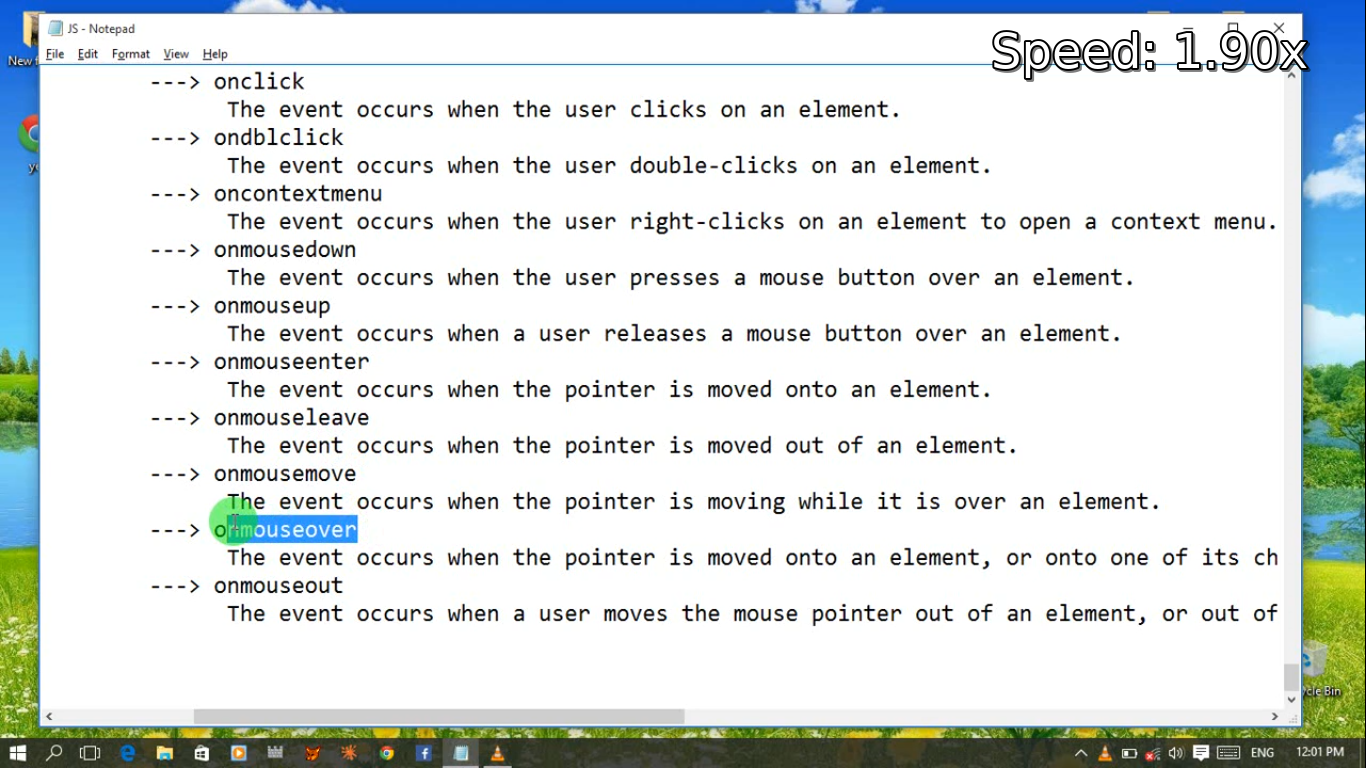 JS - Notepad
Speed: 1.90x
File Edit Format View Help
---> onclick
The event occurs when the user clicks on an element.
---> ondblclick
The event occurs when the user double-clicks on an element.
---> oncontextmenu
The event occurs when the user right-clicks on an element to open a context menu.
---> onmousedown
The event occurs when the user presses a mouse button over an element.
---> onmouseup
The event occurs when a user releases a mouse button over an element.
---> onmouseenter
The event occurs when the pointer is moved onto an element.
---> onmouseleave
The event occurs when the pointer is moved out of an element.
---> onmousemove
The event occurs when the pointer is moving while it is over an element.
---> onmouseover
The event occurs when the pointer is moved onto an element, or onto one of its ch
---> onmouseout
The event occurs when a user moves the mouse pointer out of an element, or out of
New
ENG
12:01 PM